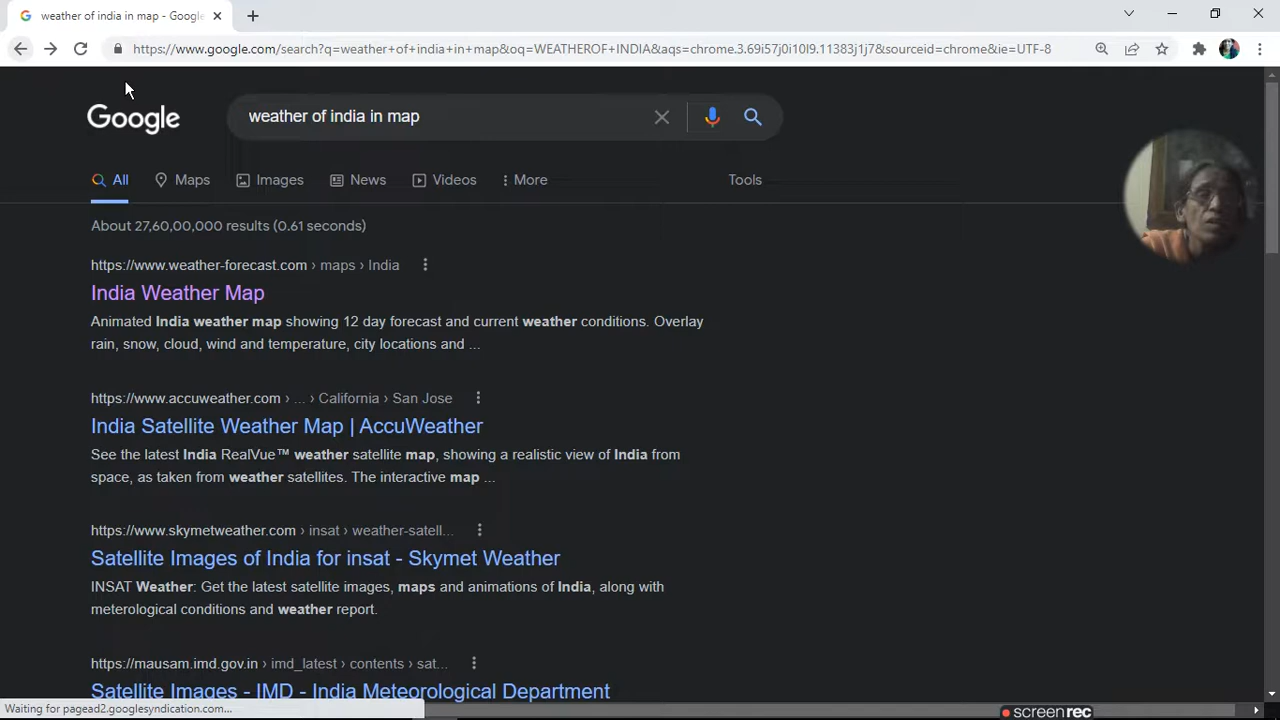 weather of india in map - Google
https://www.google.com/search?q=weather+of+india+in+map&oq=WEATHEROF+INDIA&aqs=chrome.3.69i57j0i10l9.11383j1j7&sourceid=chrome&ie=UTF-8
Google
weather of india in map
All Maps Images News Videos More Tools
About 27,60,00,000 results (0.61 seconds)
https://www.weather-forecast.com › maps › India
India Weather Map
Animated India weather map showing 12 day forecast and current weather conditions. Overlay
rain, snow, cloud, wind and temperature, city locations and ...
https://www.accuweather.com › ... › California › San Jose
India Satellite Weather Map | AccuWeather
See the latest India RealVue™ weather satellite map, showing a realistic view of India from
space, as taken from weather satellites. The interactive map ...
https://www.skymetweather.com › insat › weather-satell...
Satellite Images of India for insat - Skymet Weather
INSAT Weather: Get the latest satellite images, maps and animations of India, along with
meterological conditions and weather report.
https://mausam.imd.gov.in › imd_latest › contents › sat...
Satellite Images - IMD - India Meteorological Department
Waiting for pagead2.googlesyndication.com...
screenrec